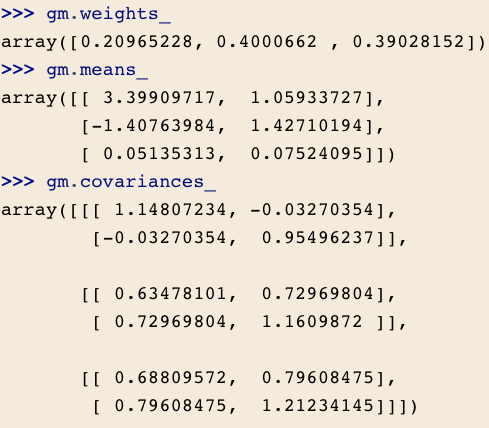 >>> gm.weights_
array([0.20965228, 0.4000662 , 0.39028152])
>>> gm.means_
array([[ 3.39909717,  1.05933727],
       [-1.40763984,  1.42710194],
       [ 0.05135313,  0.07524095]])
>>> gm.covariances_
array([[[ 1.14807234, -0.03270354],
        [-0.03270354,  0.95496237]],
       [[ 0.63478101,  0.72969804],
        [ 0.72969804,  1.1609872 ]],
       [[ 0.68809572,  0.79608475],
        [ 0.79608475,  1.21234145]]])